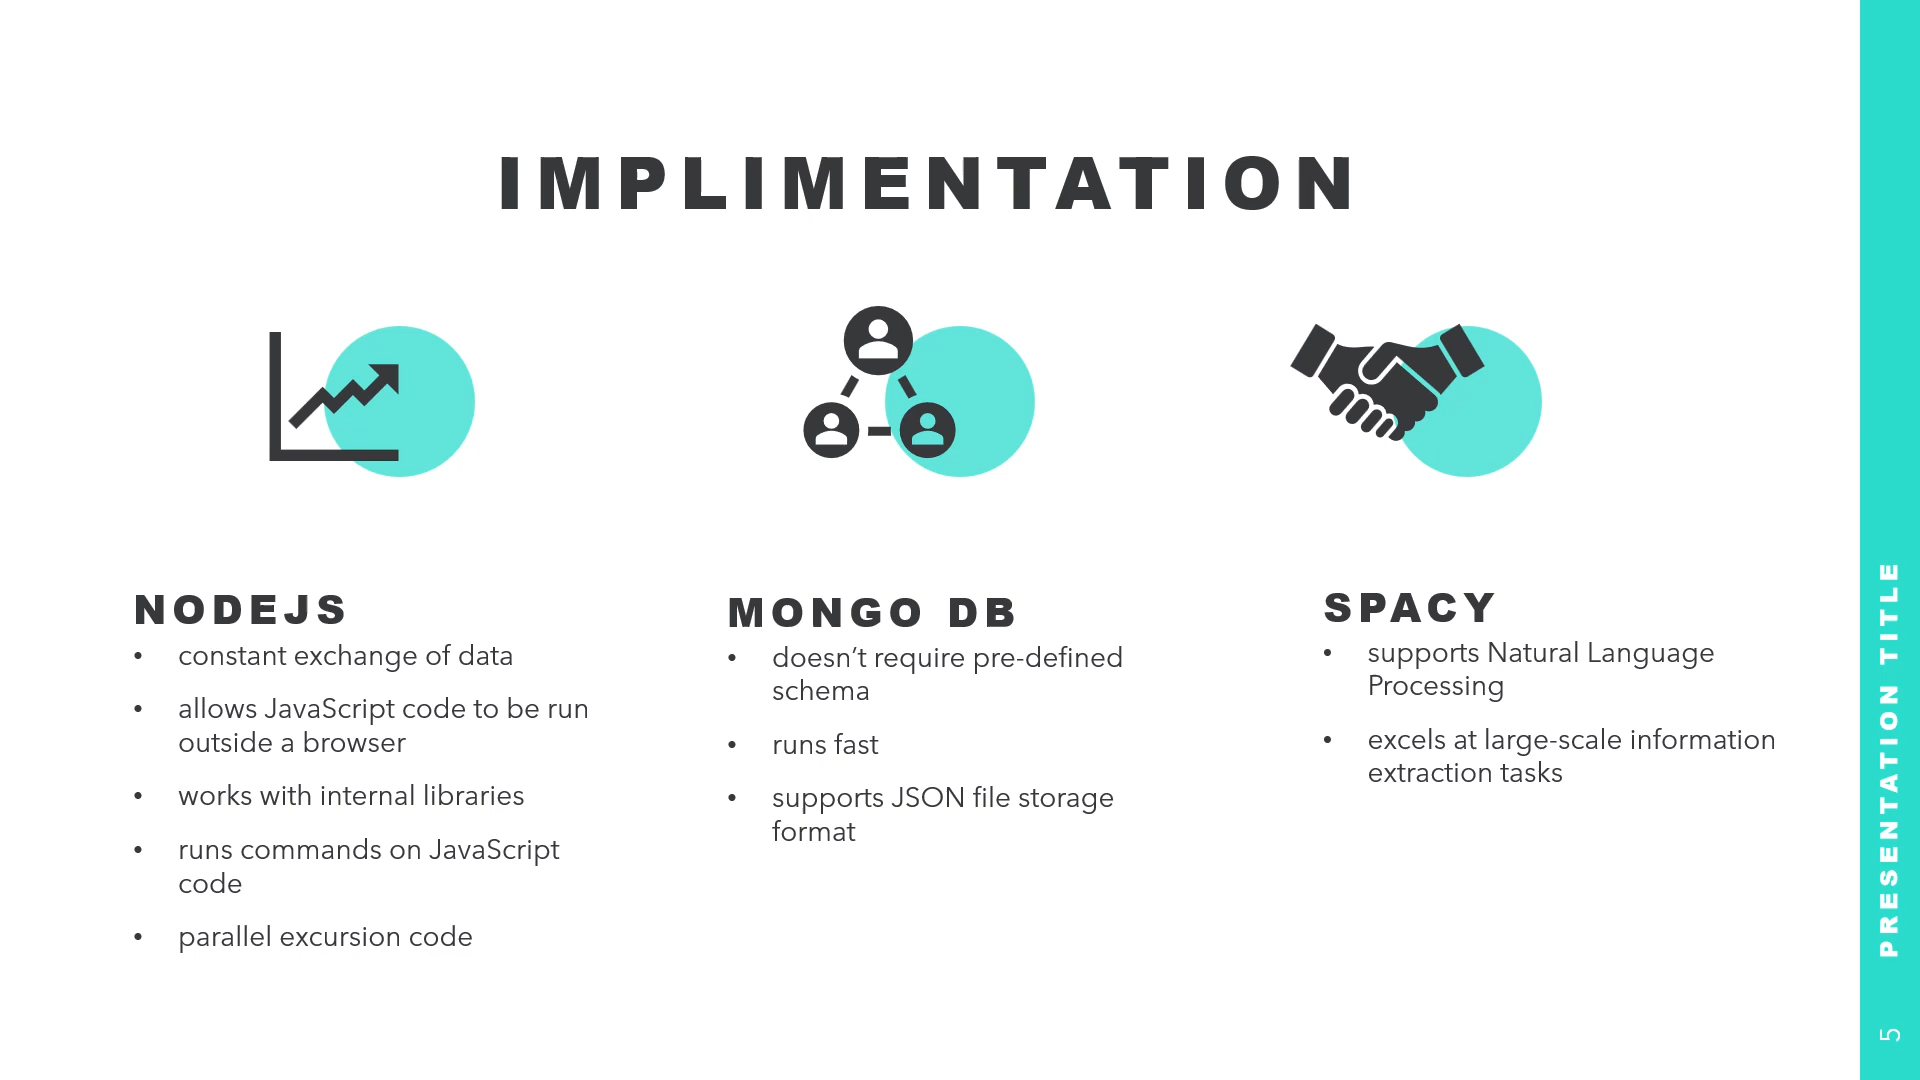 IMPLIMENTATION
NODEJS
• constant exchange of data
• allows JavaScript code to be run
outside a browser
• works with internal libraries
• runs commands on JavaScript
code
• parallel excursion code
MONGO DB
• doesn’t require pre-defined
schema
• runs fast
• supports JSON file storage
format
SPACY
• supports Natural Language
Processing
• excels at large-scale information
extraction tasks
PRESENTATION TITLE
5